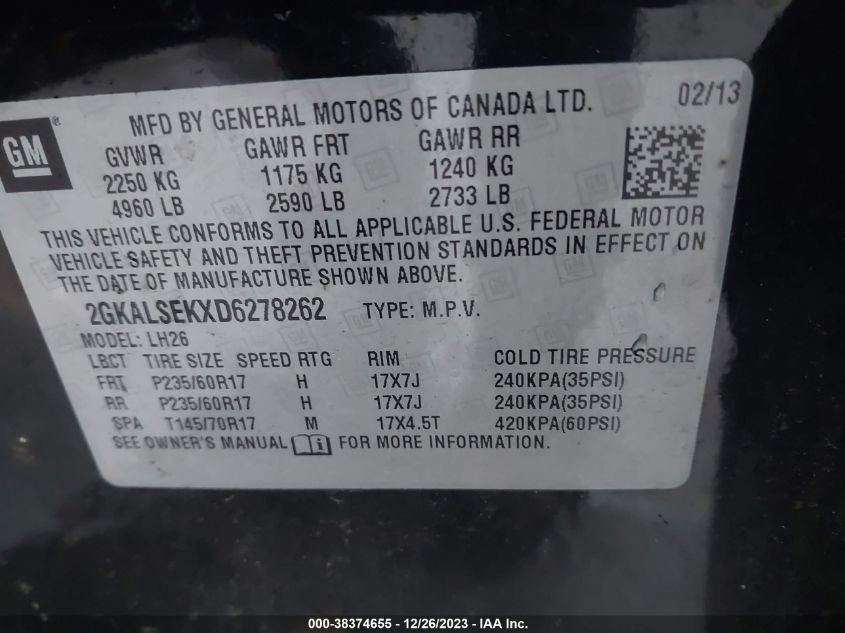 MFD BY GENERAL MOTORS OF CANADA LTD. 02/13
GM®
GVWR GAWR FRT GAWR RR
2250 KG 1175 KG 1240 KG
4960 LB 2590 LB 2733 LB
THIS VEHICLE CONFORMS TO ALL APPLICABLE U.S. FEDERAL MOTOR
VEHICLE SAFETY AND THEFT PREVENTION STANDARDS IN EFFECT ON
THE DATE OF MANUFACTURE SHOWN ABOVE.
2GKALSEKXD6278262 TYPE: M.P.V.
MODEL: LH26
LBCT TIRE SIZE SPEED RTG RIM COLD TIRE PRESSURE
FRT P235/60R17 H 17X7J 240KPA(35PSI)
RR P235/60R17 H 17X7J 240KPA(35PSI)
SPA T145/70R17 M 17X4.5T 420KPA(60PSI)
SEE OWNER'S MANUAL FOR MORE INFORMATION.
000-38374655 - 12/26/2023 - IAA Inc.